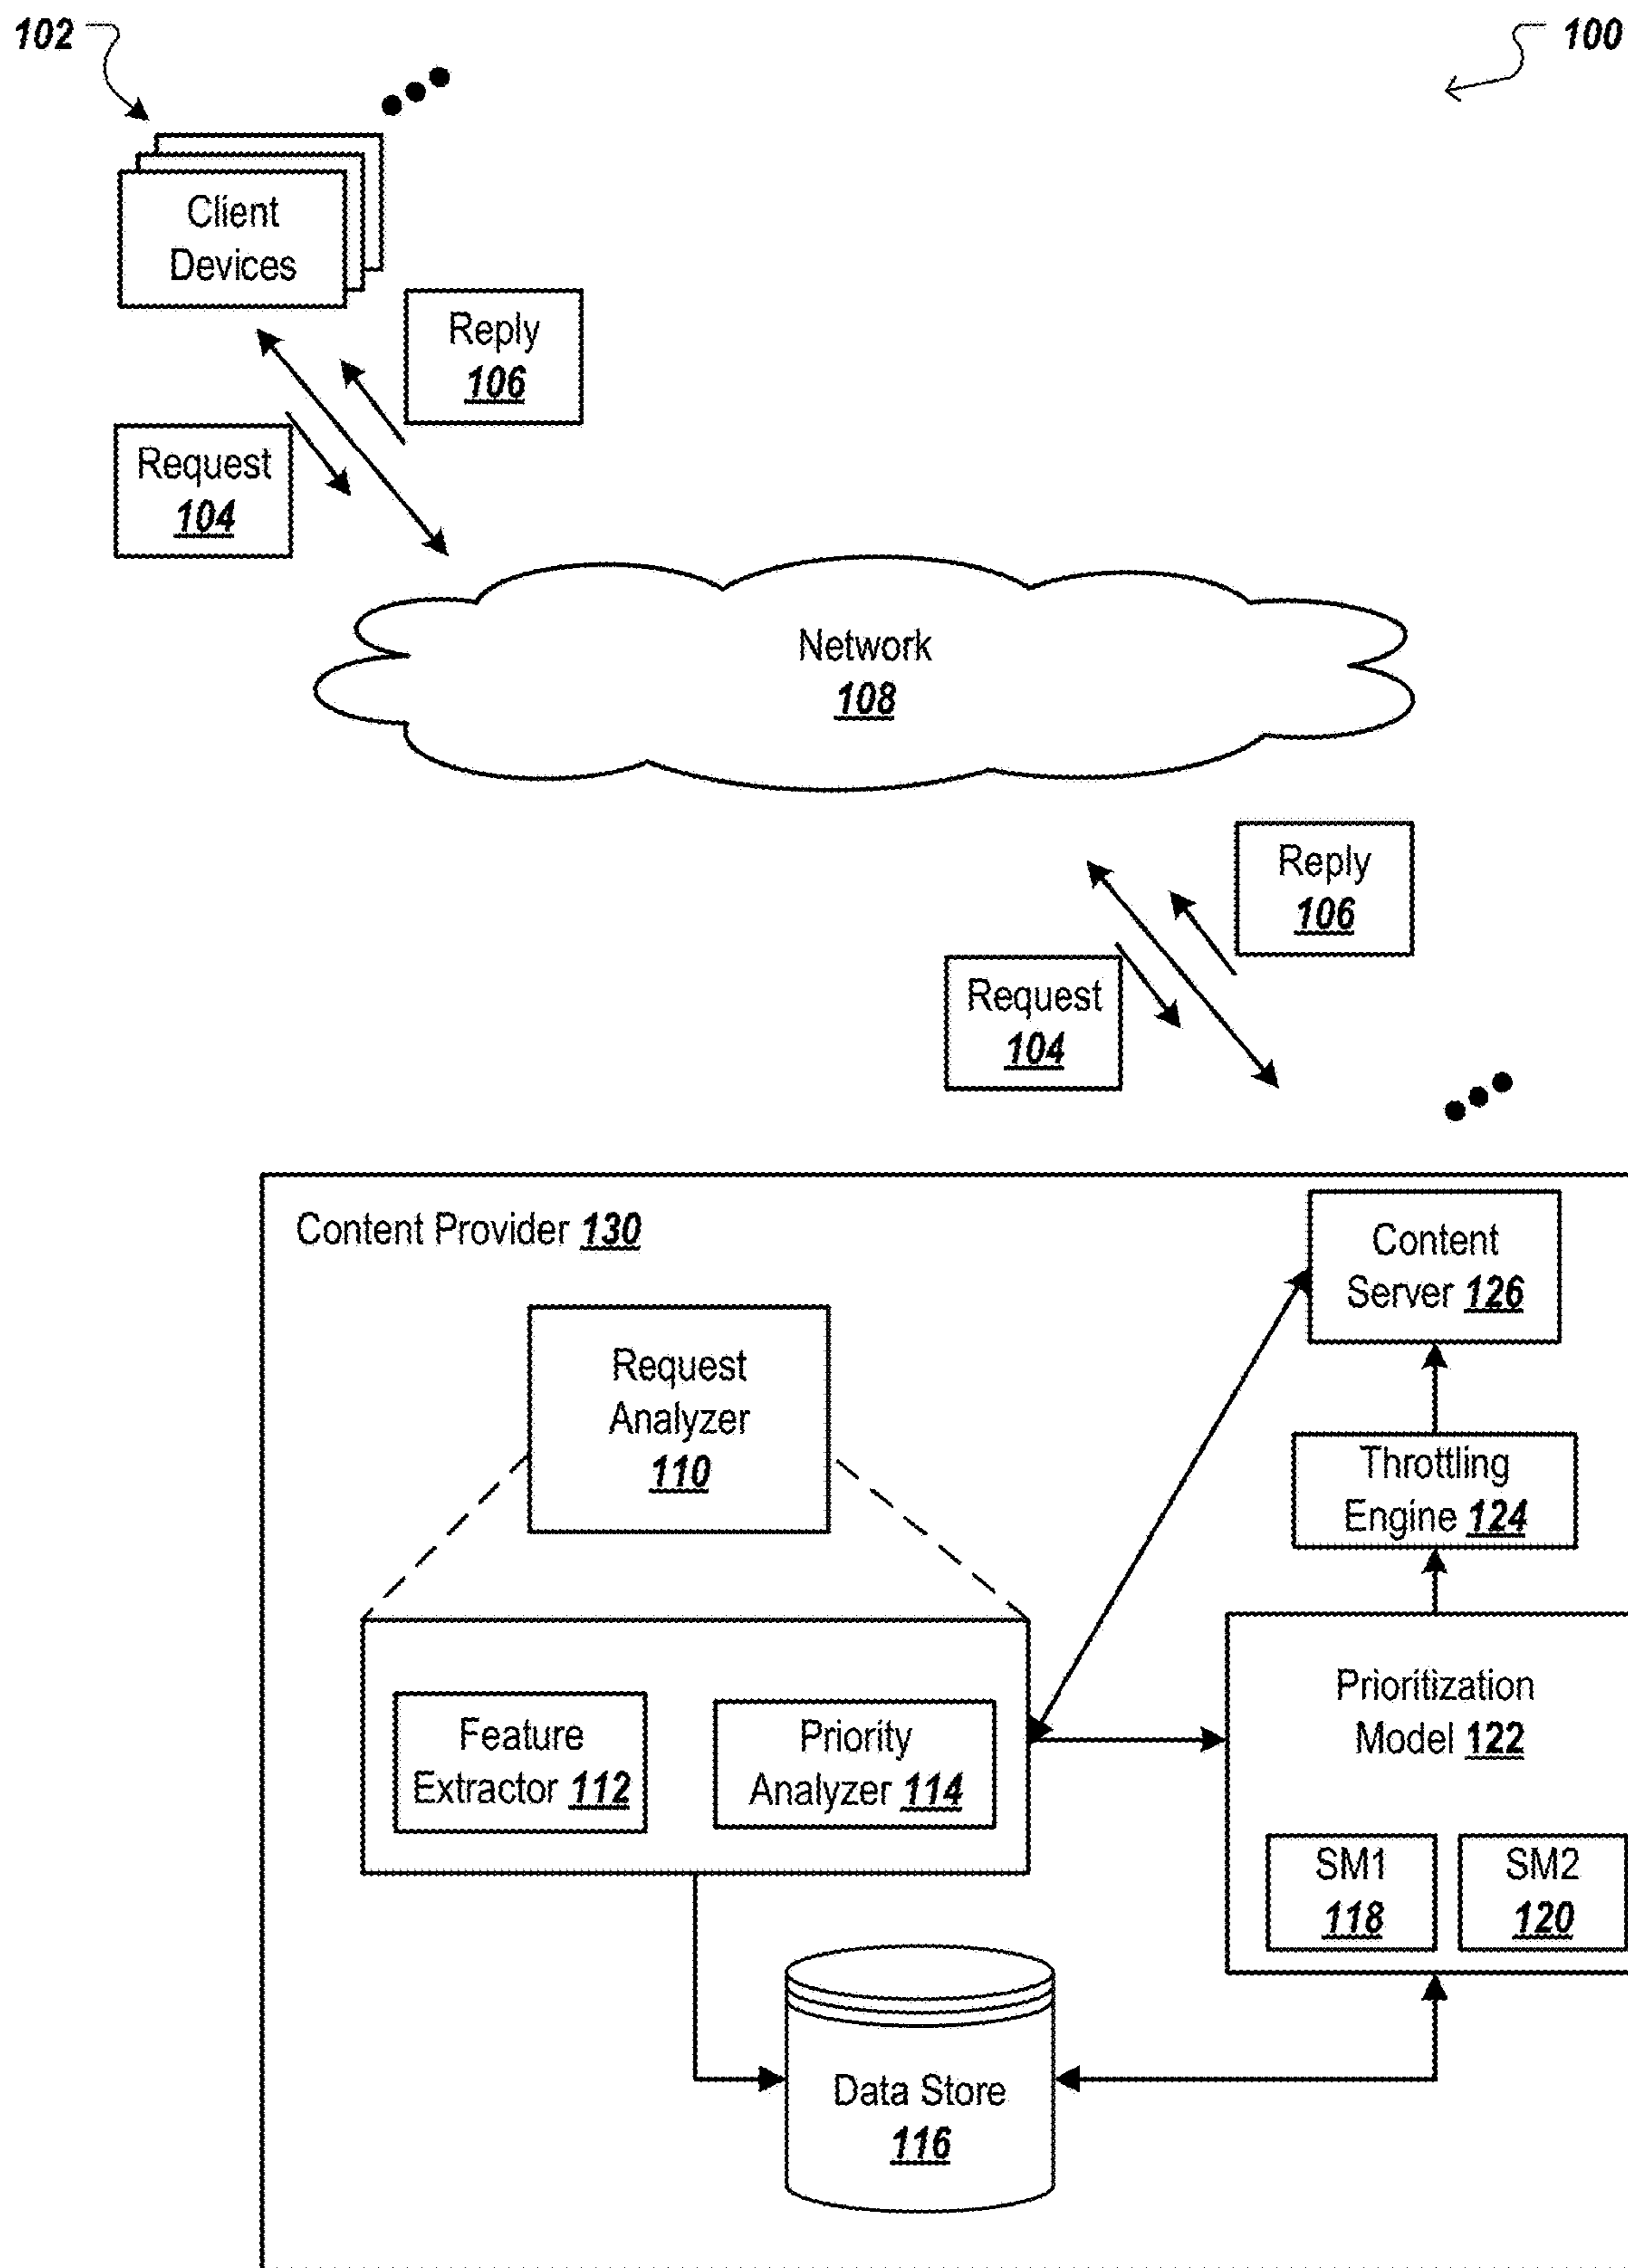 102
100
Client
Devices
Reply
106
Request
104
Network
108
Reply
106
Request
104
Content Provider 130
Content
Server 126
Request
Analyzer
110
Throttling
Engine 124
Prioritization
Model 122
Feature
Extractor 112
Priority
Analyzer 114
SM1
118
SM2
120
Data Store
116